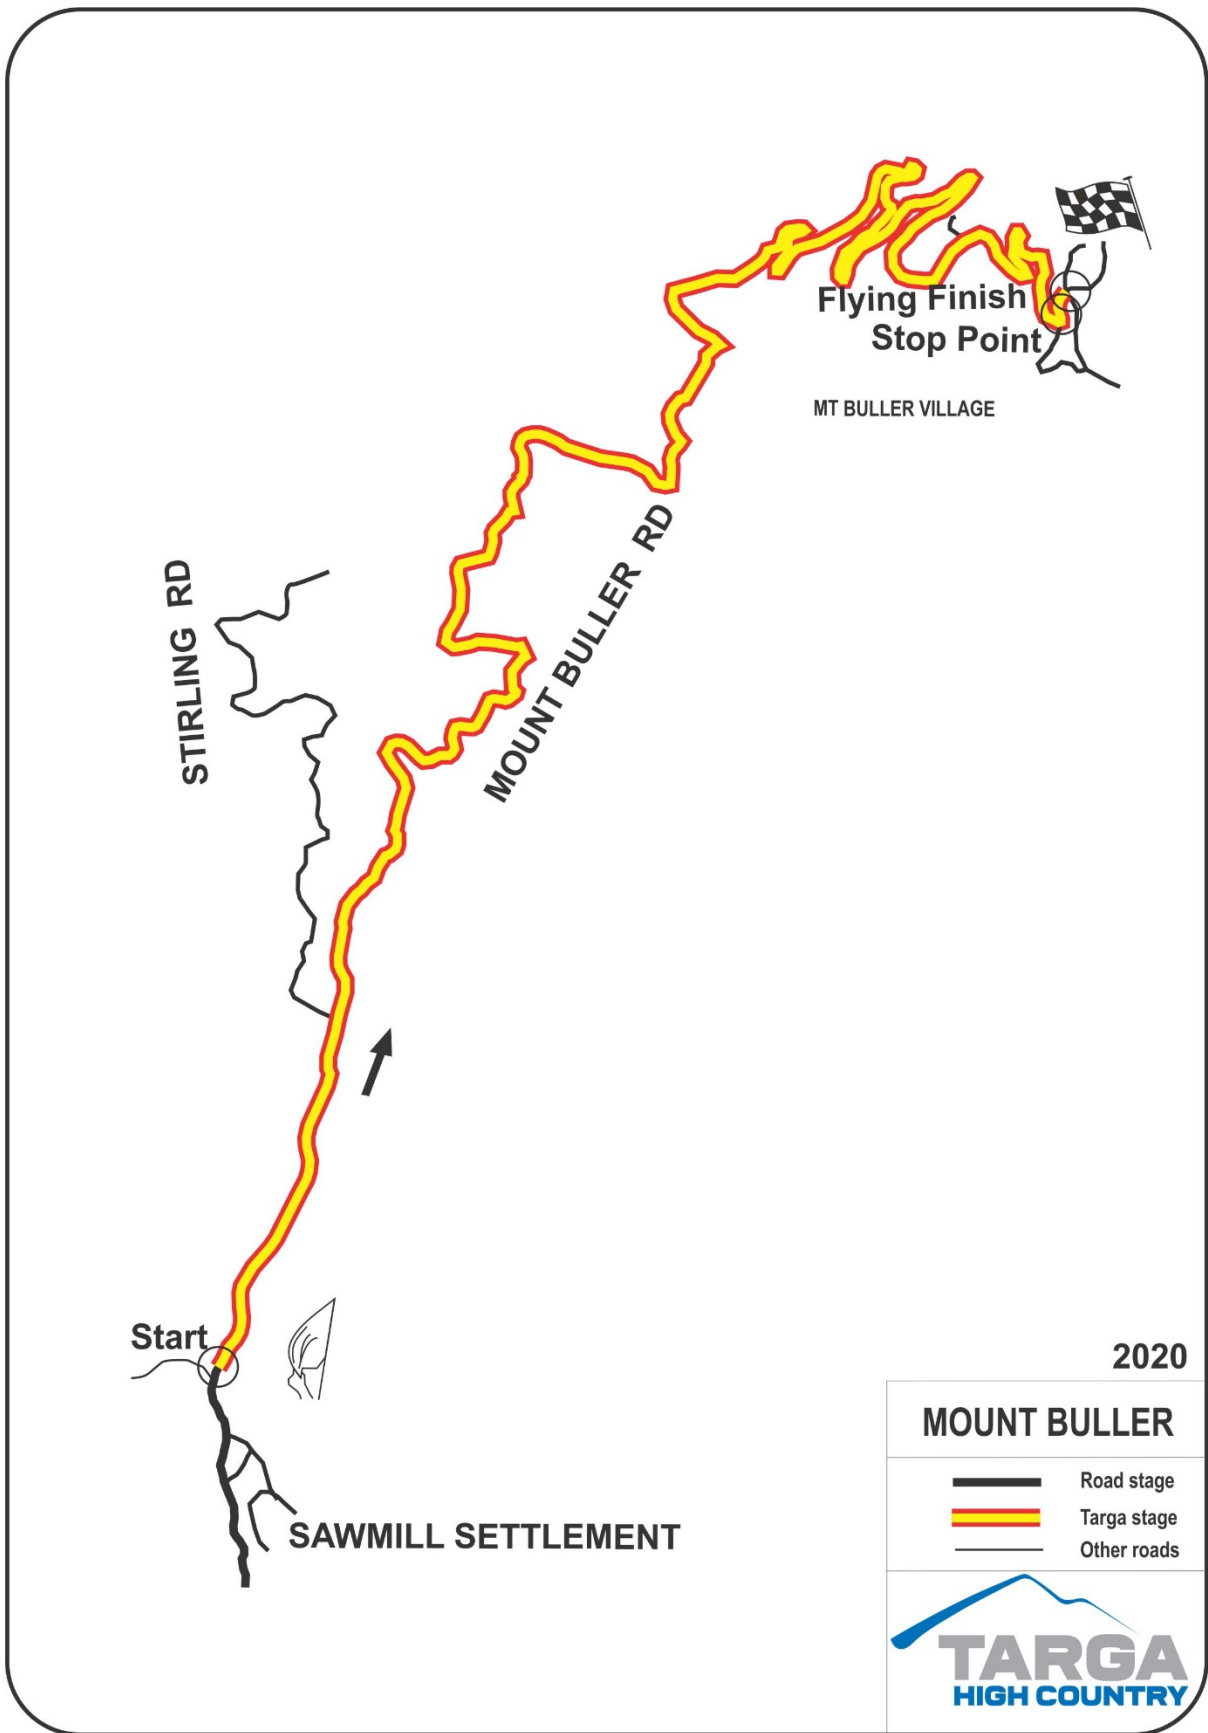 Flying Finish
Stop Point
MT BULLER VILLAGE
MOUNT BULLER RD
STIRLING RD
Start
SAWMILL SETTLEMENT
2020
MOUNT BULLER
Road stage
Targa stage
Other roads
TARGA
HIGH COUNTRY